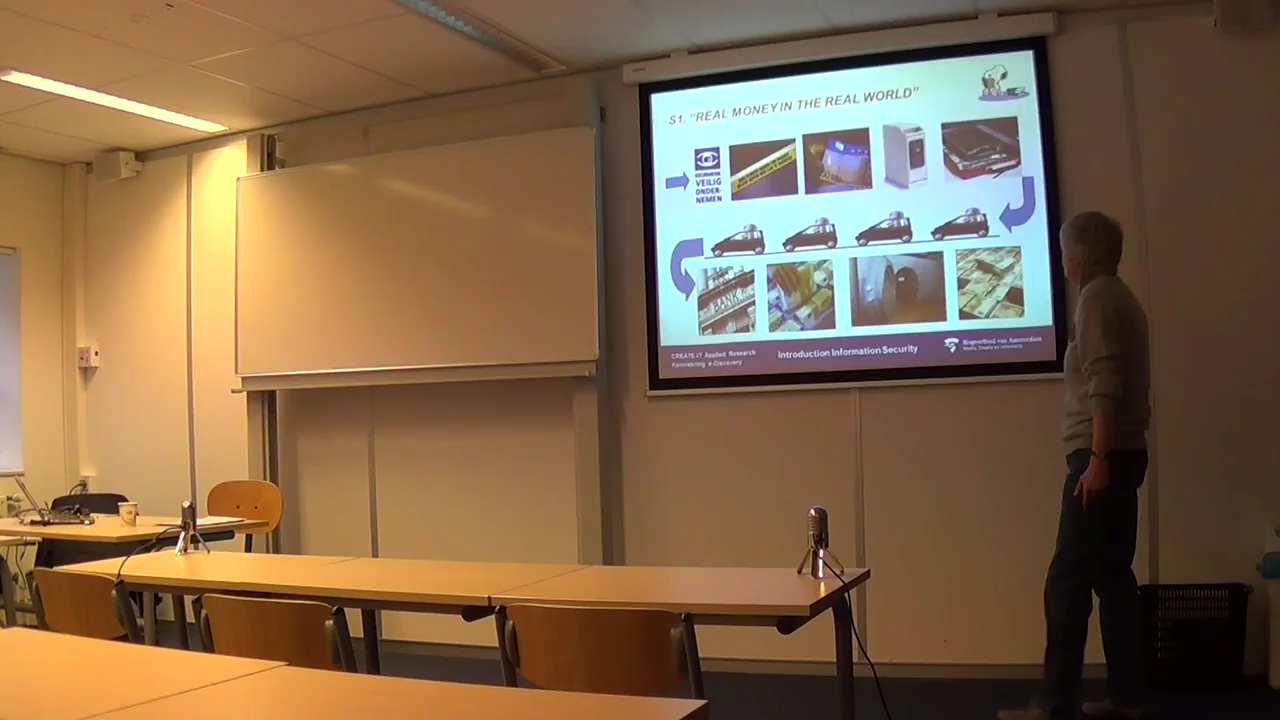 S1. "REAL MONEY IN THE REAL WORLD"
KEURMERK
VEILIG
ONDER-
NEMEN
BANK
CREATE-IT Applied Research
Kenniskring e-Discovery
Introduction Information Security
Hogeschool van Amsterdam